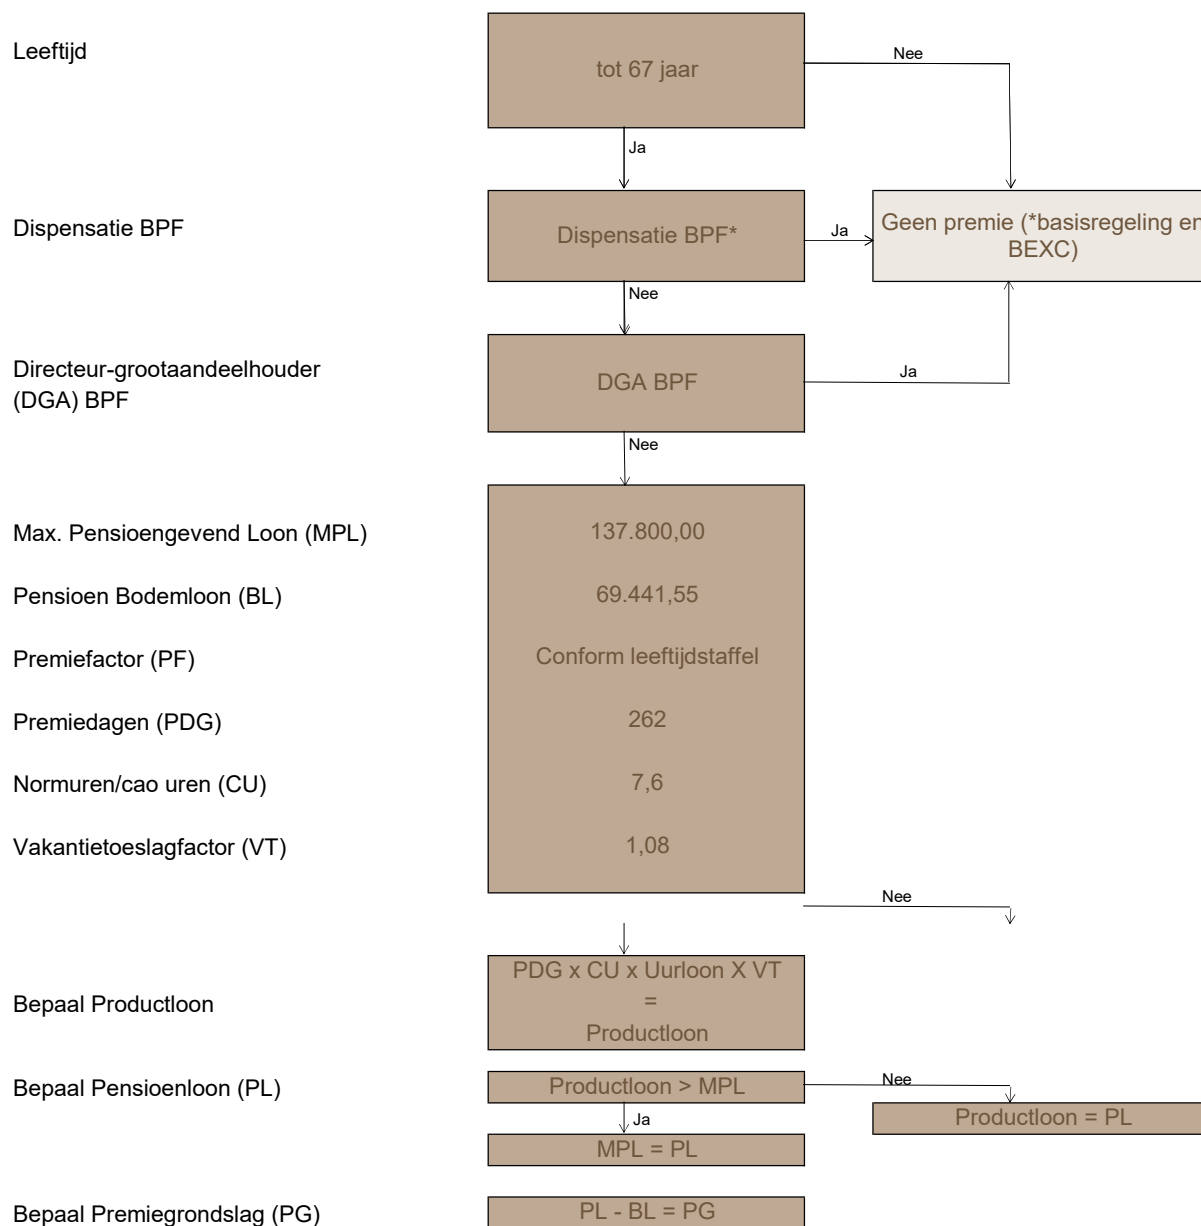 Leeftijd
tot 67 jaar
Nee
Ja
Dispensatie BPF
Dispensatie BPF*
Ja
Geen premie (*basisregeling en
BEXC)
Nee
Directeur-grootaandeelhouder
(DGA) BPF
DGA BPF
Ja
Nee
Max. Pensioengevend Loon (MPL)
137.800,00
Pensioen Bodemloon (BL)
69.441,55
Premiefactor (PF)
Conform leeftijdstaffel
Premiedagen (PDG)
262
Normuren/cao uren (CU)
7,6
Vakantietoeslagfactor (VT)
1,08
Nee
Bepaal Productloon
PDG x CU x Uurloon X VT
=
Productloon
Bepaal Pensioenloon (PL)
Productloon > MPL
Nee
Ja
Productloon = PL
MPL = PL
Bepaal Premiegrondslag (PG)
PL - BL = PG